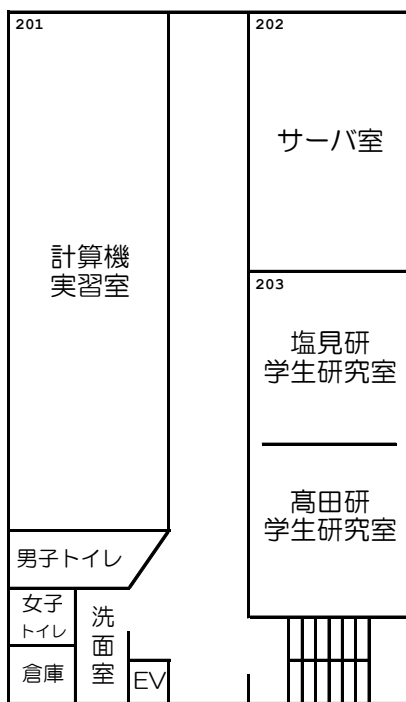 201
計算機
実習室
202
サーバ室
203
塩見研
学生研究室
髙田研
学生研究室
男子トイレ
女子
トイレ
倉庫
洗
面
室
EV